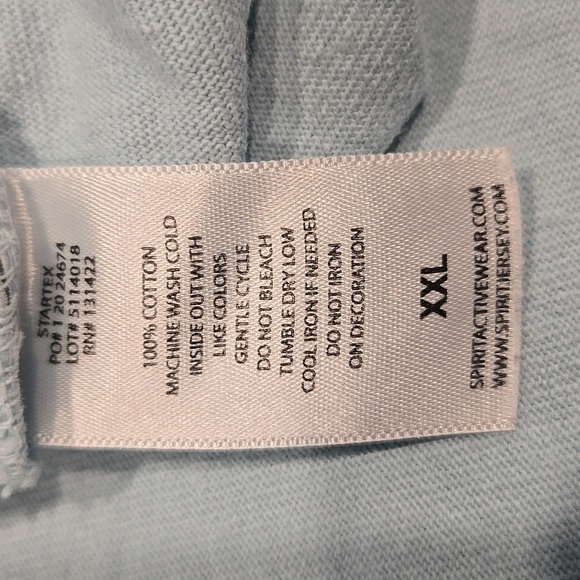 STARTEX
PO# 120 24674
LOT# 5114018
RN# 131422
100% COTTON
MACHINE WASH COLD
INSIDE OUT WITH
LIKE COLORS
GENTLE CYCLE
DO NOT BLEACH
TUMBLE DRY LOW
COOL IRON IF NEEDED
DO NOT IRON
ON DECORATION
XXL
SPIRITACTIVEWEAR.COM
WWW.SPIRITJERSEY.COM